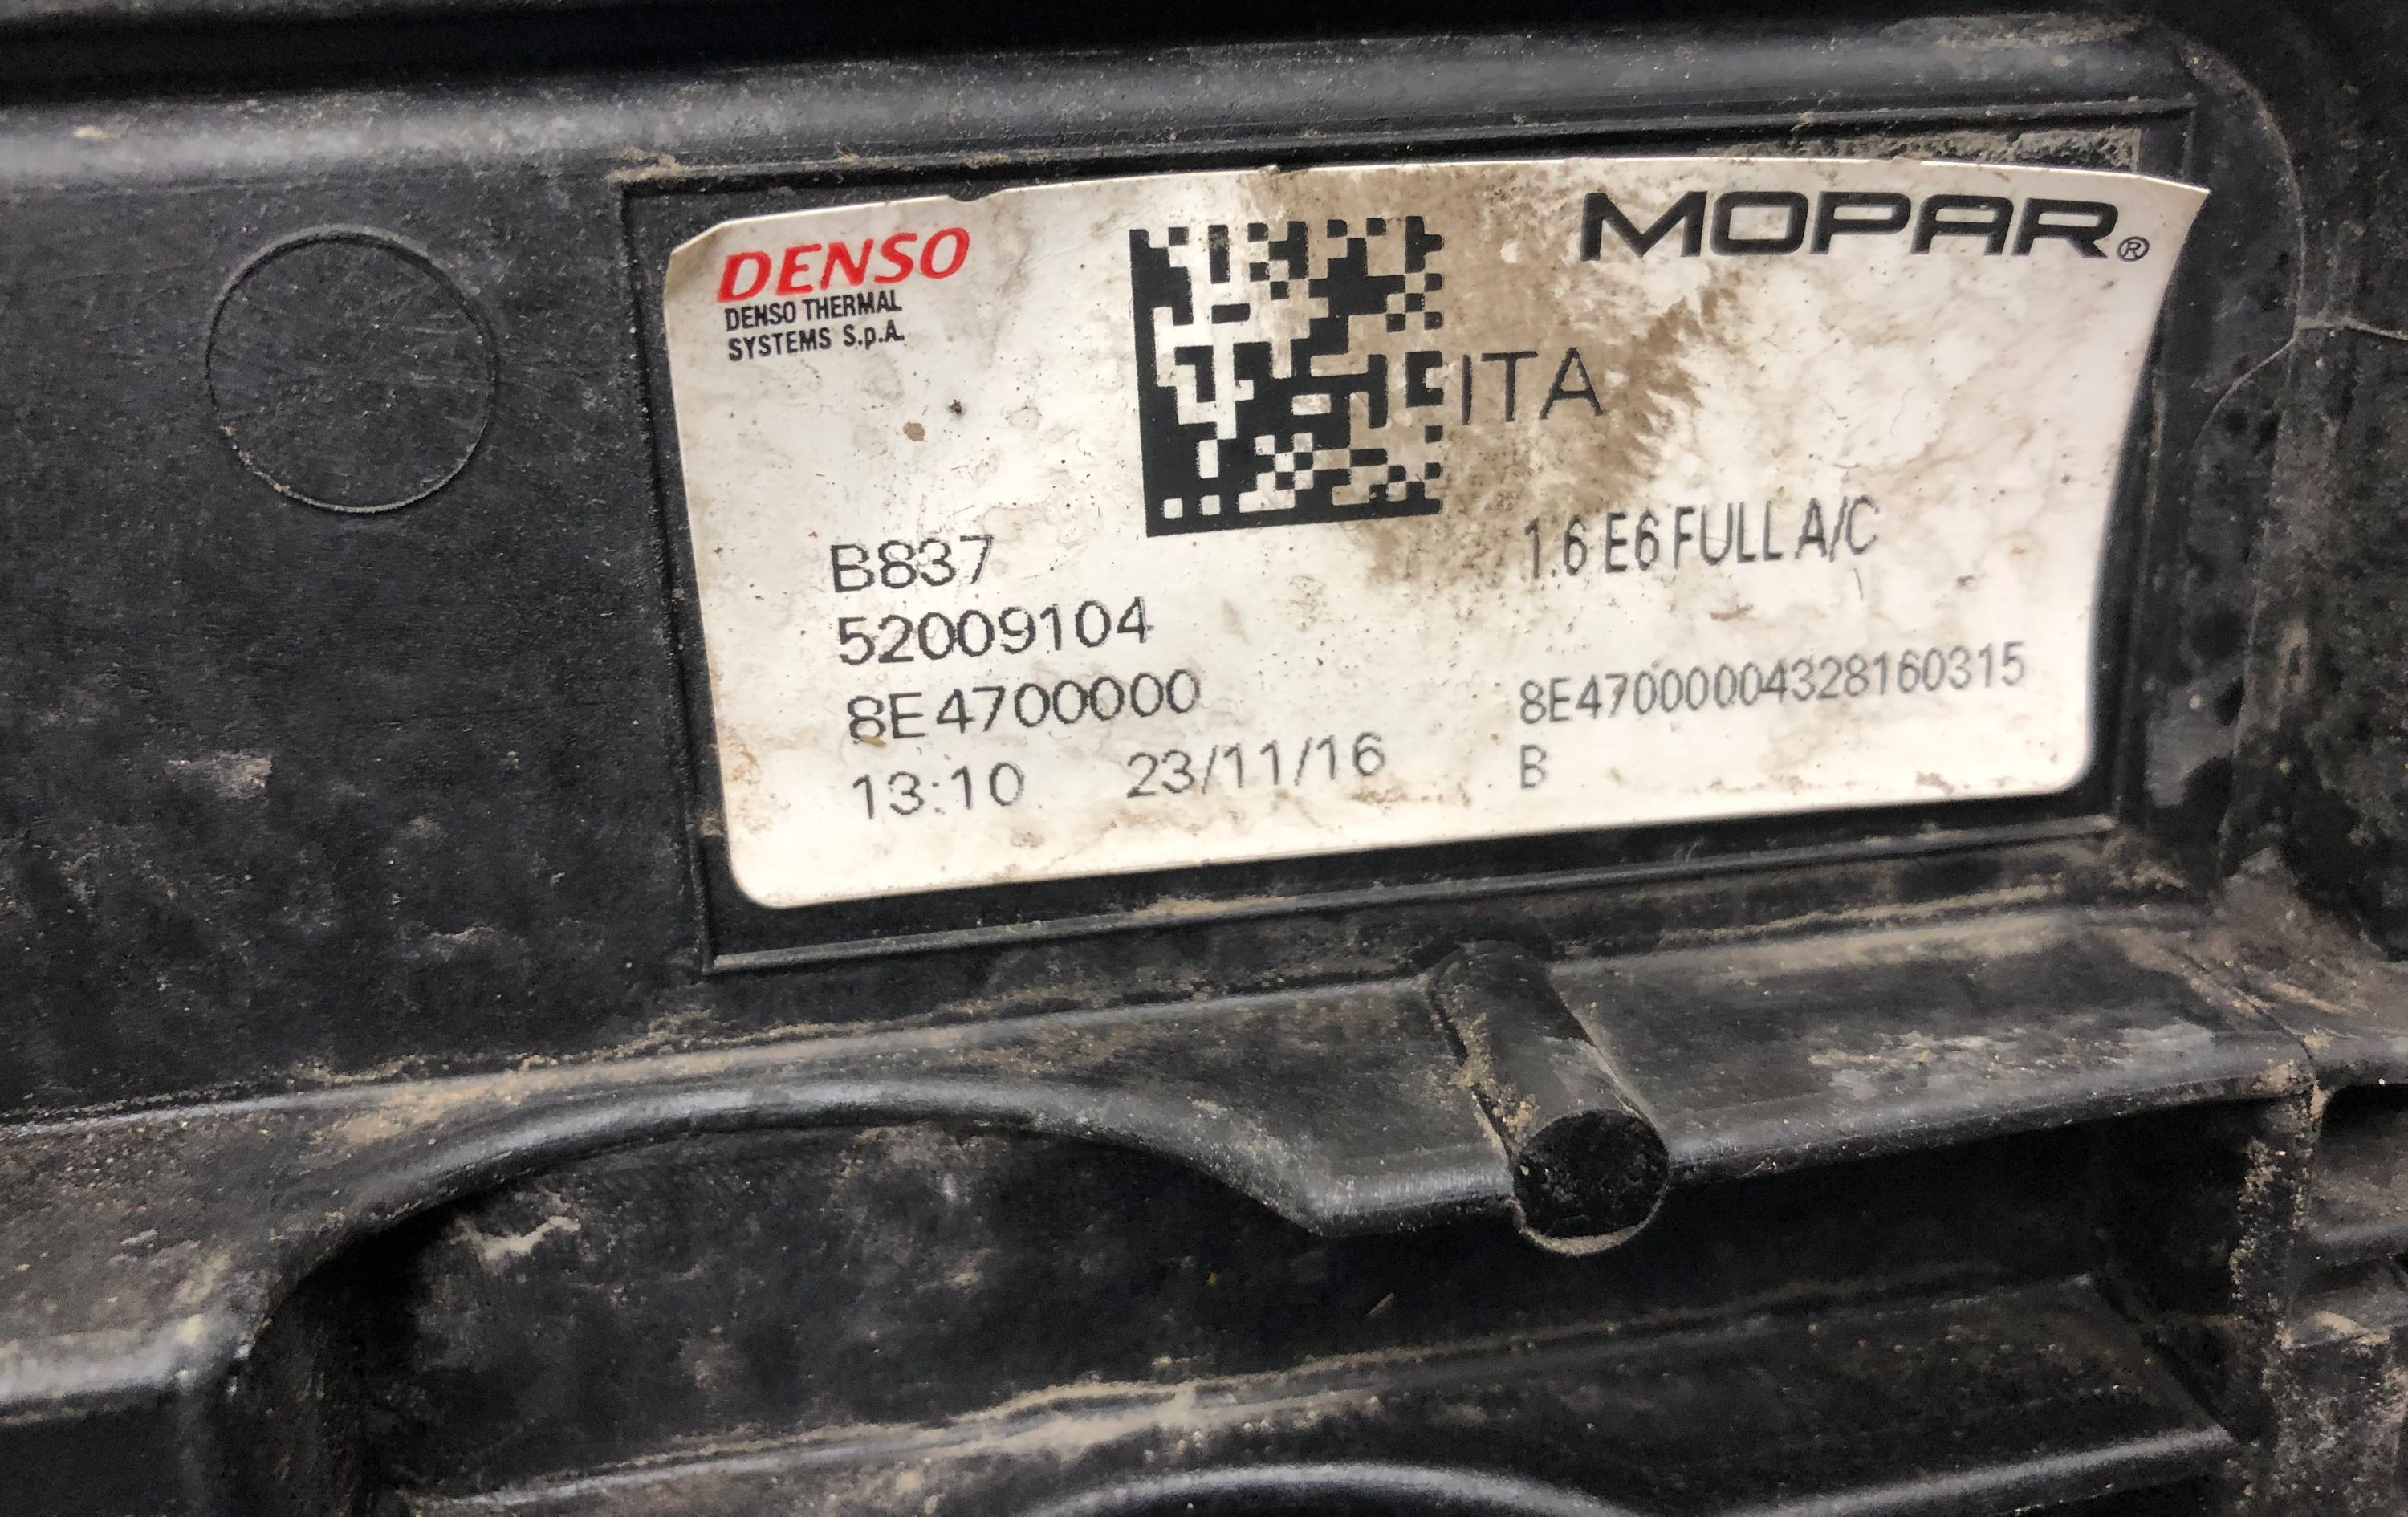 DENSO
DENSO THERMAL
SYSTEMS S.p.A.
MOPAR®
ITA
B837
1.6 E6 FULL A/C
52009104
8E4700000
8E47000004328160315
13:10 23/11/16
B